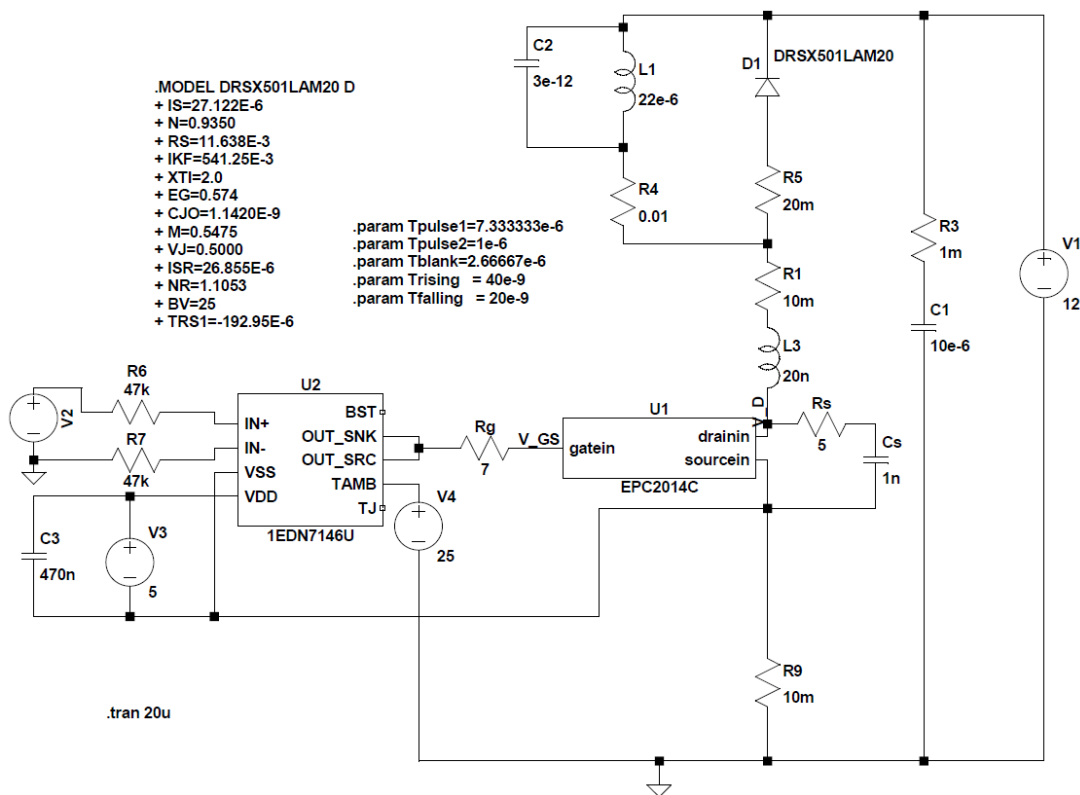 C2
3e-12
L1
22e-6
D1
DRSX501LAM20
.MODEL DRSX501LAM20 D
+ IS=27.122E-6
+ N=0.9350
+ RS=11.638E-3
+ IKF=541.25E-3
+ XTI=2.0
+ EG=0.574
+ CJO=1.1420E-9
+ M=0.5475
+ VJ=0.5000
+ ISR=26.855E-6
+ NR=1.1053
+ BV=25
+ TRS1=-192.95E-6
.param Tpulse1=7.333333e-6
.param Tpulse2=1e-6
.param Tblank=2.66667e-6
.param Trising = 40e-9
.param Tfalling = 20e-9
R4
0.01
R5
20m
R3
1m
V1
12
R1
10m
C1
10e-6
L3
20n
V_D
R6
47k
V2
R7
47k
U2
IN+
IN-
VSS
VDD
BST
OUT_SNK
OUT_SRC
TAMB
TJ
1EDN7146U
Rg
7
V_GS
U1
gatein
drainin
sourcein
EPC2014C
Rs
5
Cs
1n
V4
25
C3
470n
V3
5
R9
10m
.tran 20u